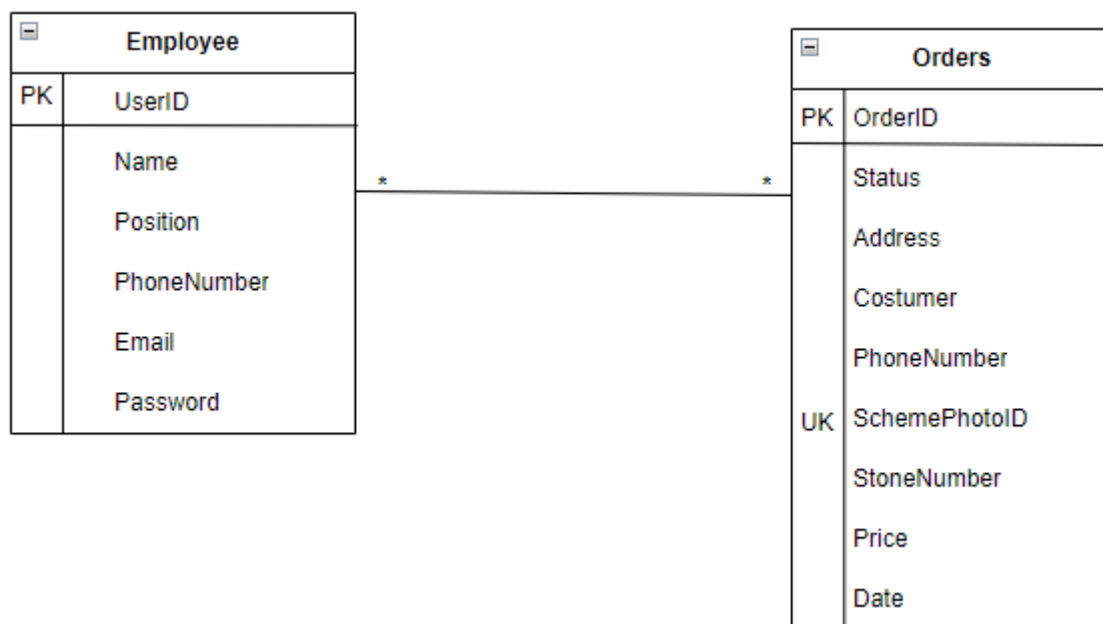 Employee
PK UserID
Name
Position
PhoneNumber
Email
Password
*
*
Orders
PK OrderID
Status
Address
Costumer
PhoneNumber
UK SchemePhotoID
StoneNumber
Price
Date